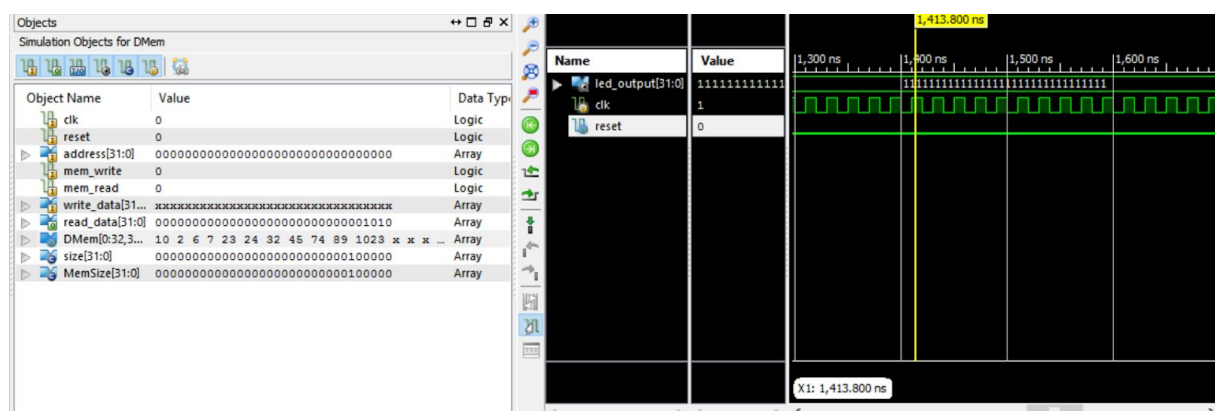 Objects
Simulation Objects for DMem
Object Name Value Data Typ
clk 0 Logic
reset 0 Logic
address[31:0] 00000000000000000000000000000000 Array
mem_write 0 Logic
mem_read 0 Logic
write_data[31... xxxxxxxxxxxxxxxxxxxxxxxxxxxxxxxx Array
read_data[31:0] 00000000000000000000000000001010 Array
DMem[0:32,3... 10 2 6 7 23 24 32 45 74 89 1023 x x x ... Array
size[31:0] 00000000000000000000000000100000 Array
MemSize[31:0] 00000000000000000000000000100000 Array
1,413.800 ns
Name Value
1,300 ns 1,400 ns 1,500 ns 1,600 ns
led_output[31:0] 111111111111 11111111111111111111111111111111
clk 1
reset 0
X1: 1,413.800 ns